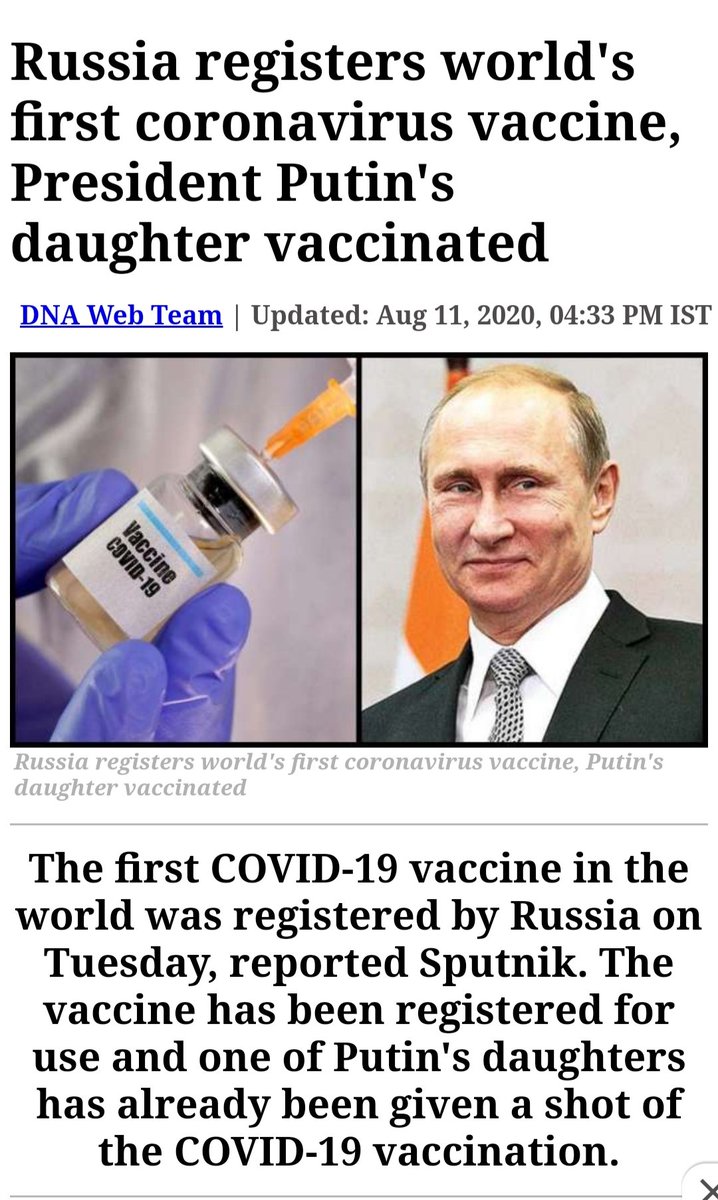 Russia registers world's
first coronavirus vaccine,
President Putin's
daughter vaccinated
DNA Web Team | Updated: Aug 11, 2020, 04:33 PM IST
Vaccine
COVID-19
Russia registers world's first coronavirus vaccine, Putin's
daughter vaccinated
The first COVID-19 vaccine in the
world was registered by Russia on
Tuesday, reported Sputnik. The
vaccine has been registered for
use and one of Putin's daughters
has already been given a shot of
the COVID-19 vaccination.